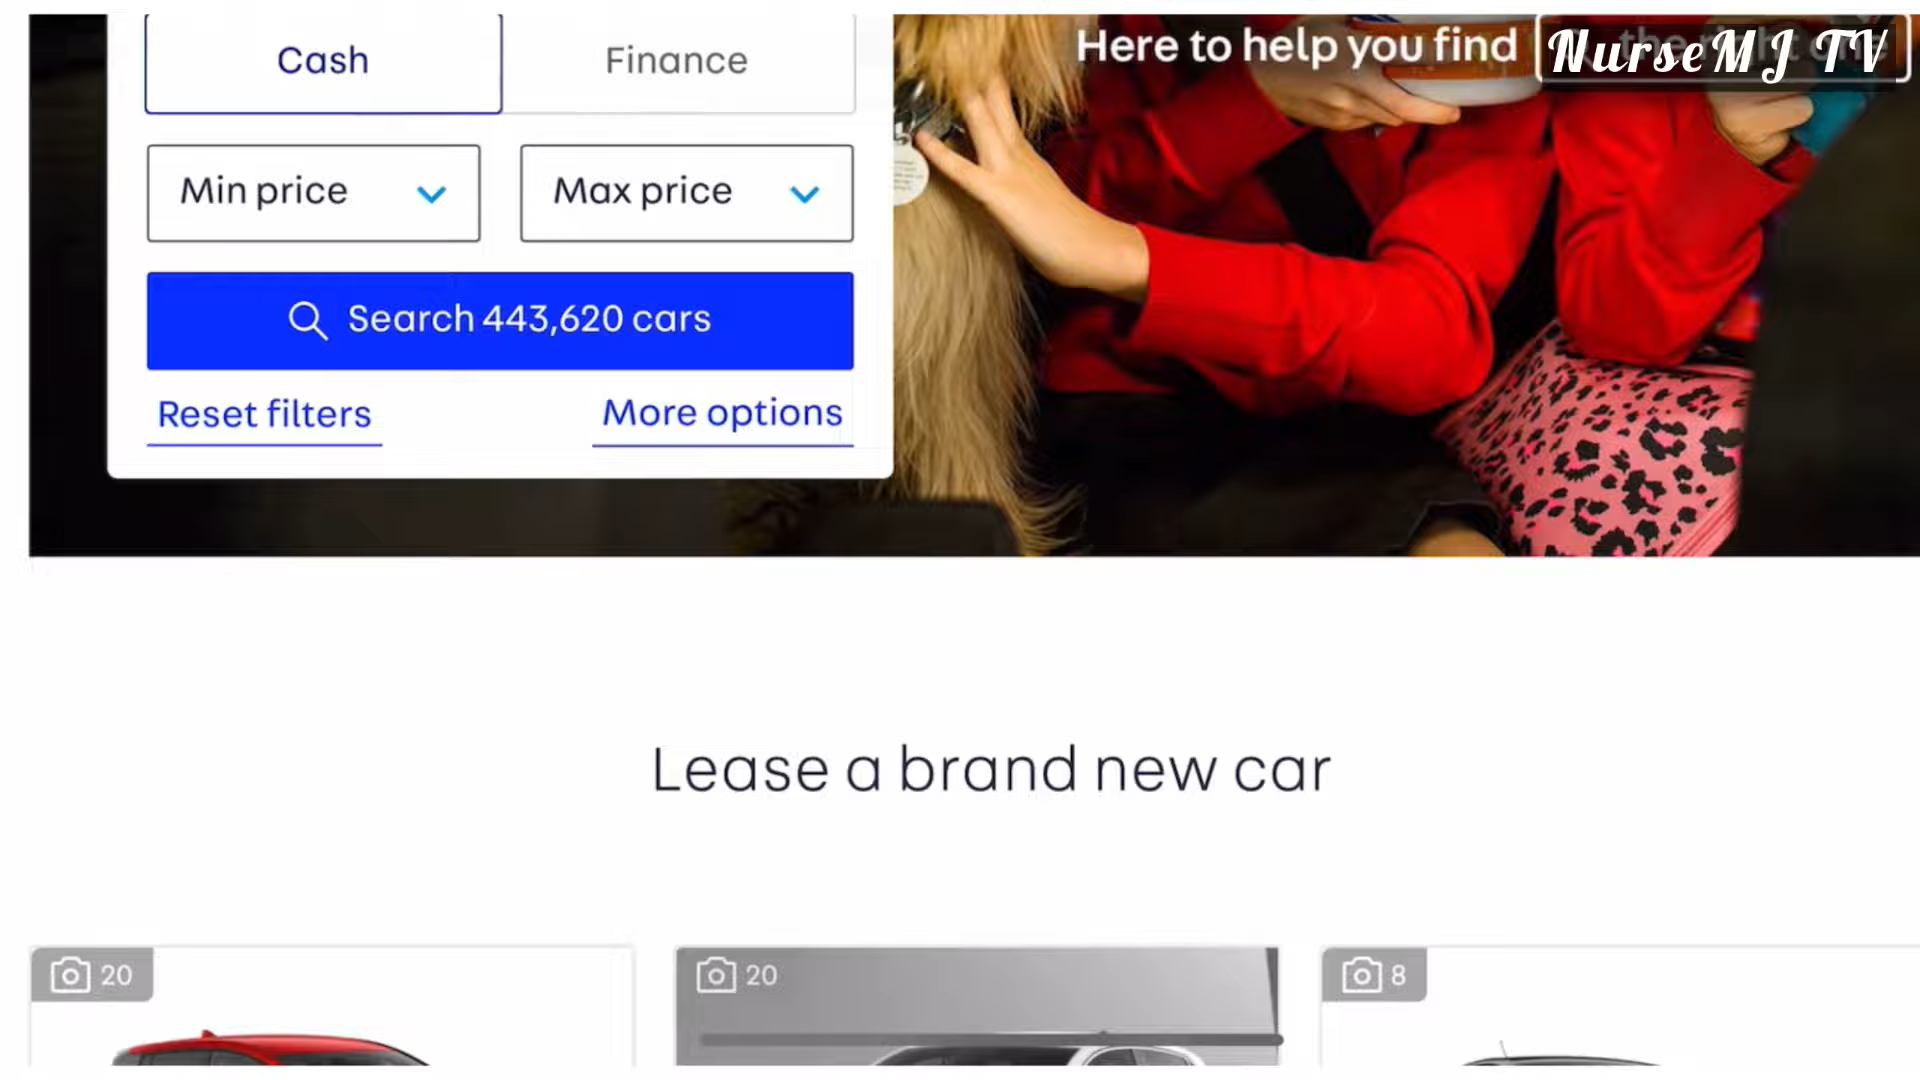 Cash
Finance
Here to help you find
NurseMJ TV
Min price
Max price
Search 443,620 cars
Reset filters
More options
Lease a brand new car
20
20
8